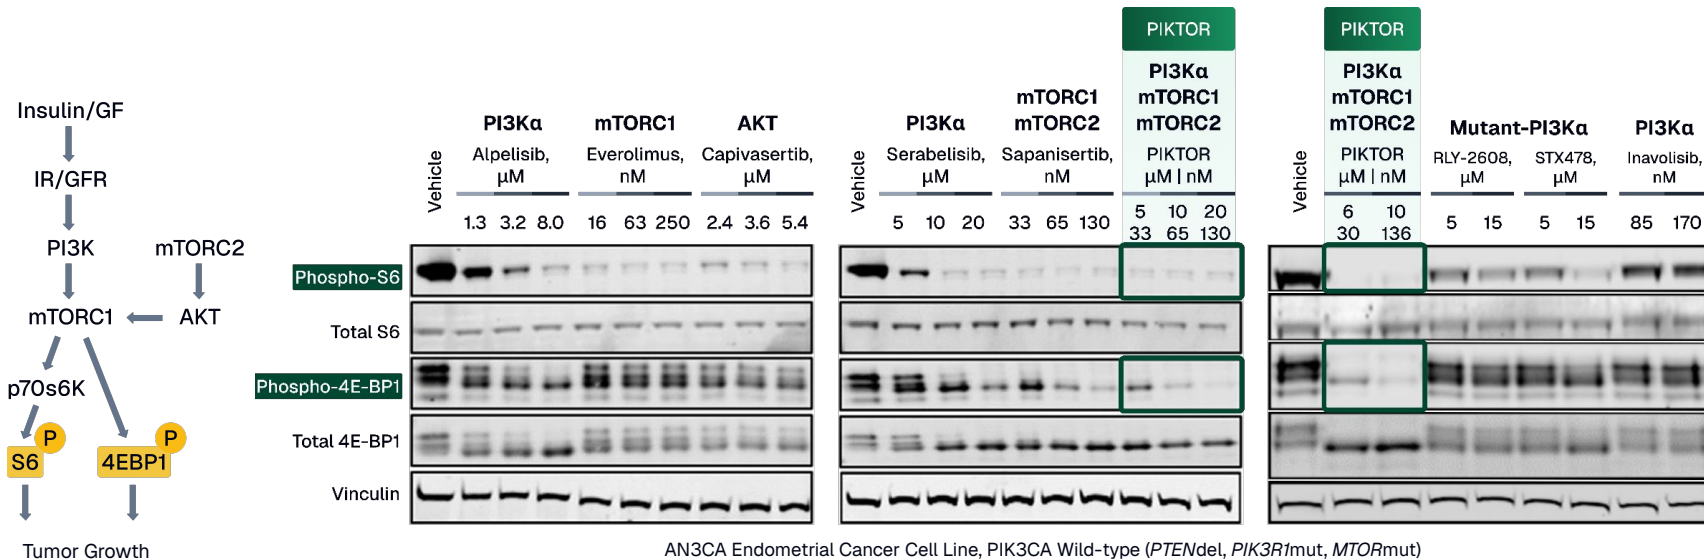 Insulin/GF
IR/GFR
PI3K
mTORC2
mTORC1
AKT
p70s6K
P
P
S6
4EBP1
Tumor Growth
PI3Kα
mTORC1
AKT
Vehicle
Alpelisib,
µM
Everolimus,
nM
Capivasertib,
µM
1.3 3.2 8.0
16 63 250
2.4 3.6 5.4
PIKTOR
PI3Kα
mTORC1
mTORC2
PI3Kα
mTORC1
mTORC2
Vehicle
Serabelisib,
µM
Sapanisertib,
nM
PIKTOR
µM | nM
5 10 20
33 65 130
5 10 20
33 65 130
PIKTOR
PI3Kα
mTORC1
mTORC2
Mutant-PI3Kα
PI3Kα
Vehicle
PIKTOR
µM | nM
RLY-2608,
µM
STX478,
µM
Inavolisib,
nM
6 10
30 136
5 15
5 15
85 170
Phospho-S6
Total S6
Phospho-4E-BP1
Total 4E-BP1
Vinculin
AN3CA Endometrial Cancer Cell Line, PIK3CA Wild-type (PTENdel, PIK3R1mut, MTORmut)